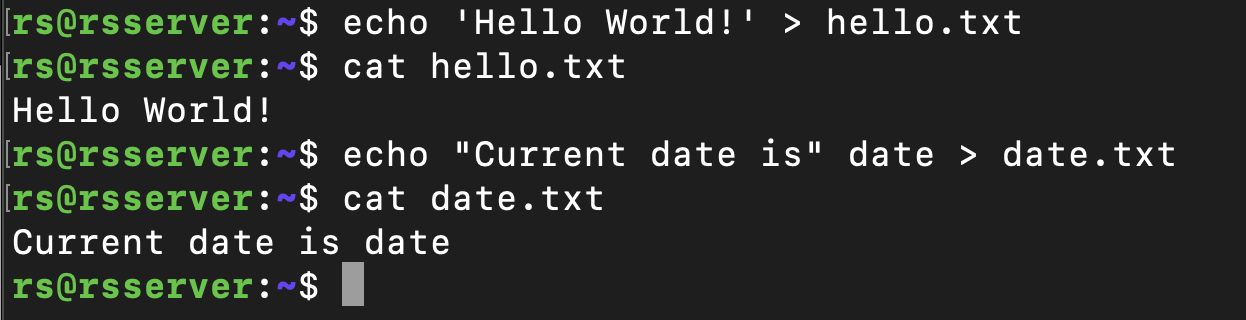 rs@rsserver:~$ echo 'Hello World!' > hello.txt
rs@rsserver:~$ cat hello.txt
Hello World!
rs@rsserver:~$ echo "Current date is" date > date.txt
rs@rsserver:~$ cat date.txt
Current date is date
rs@rsserver:~$